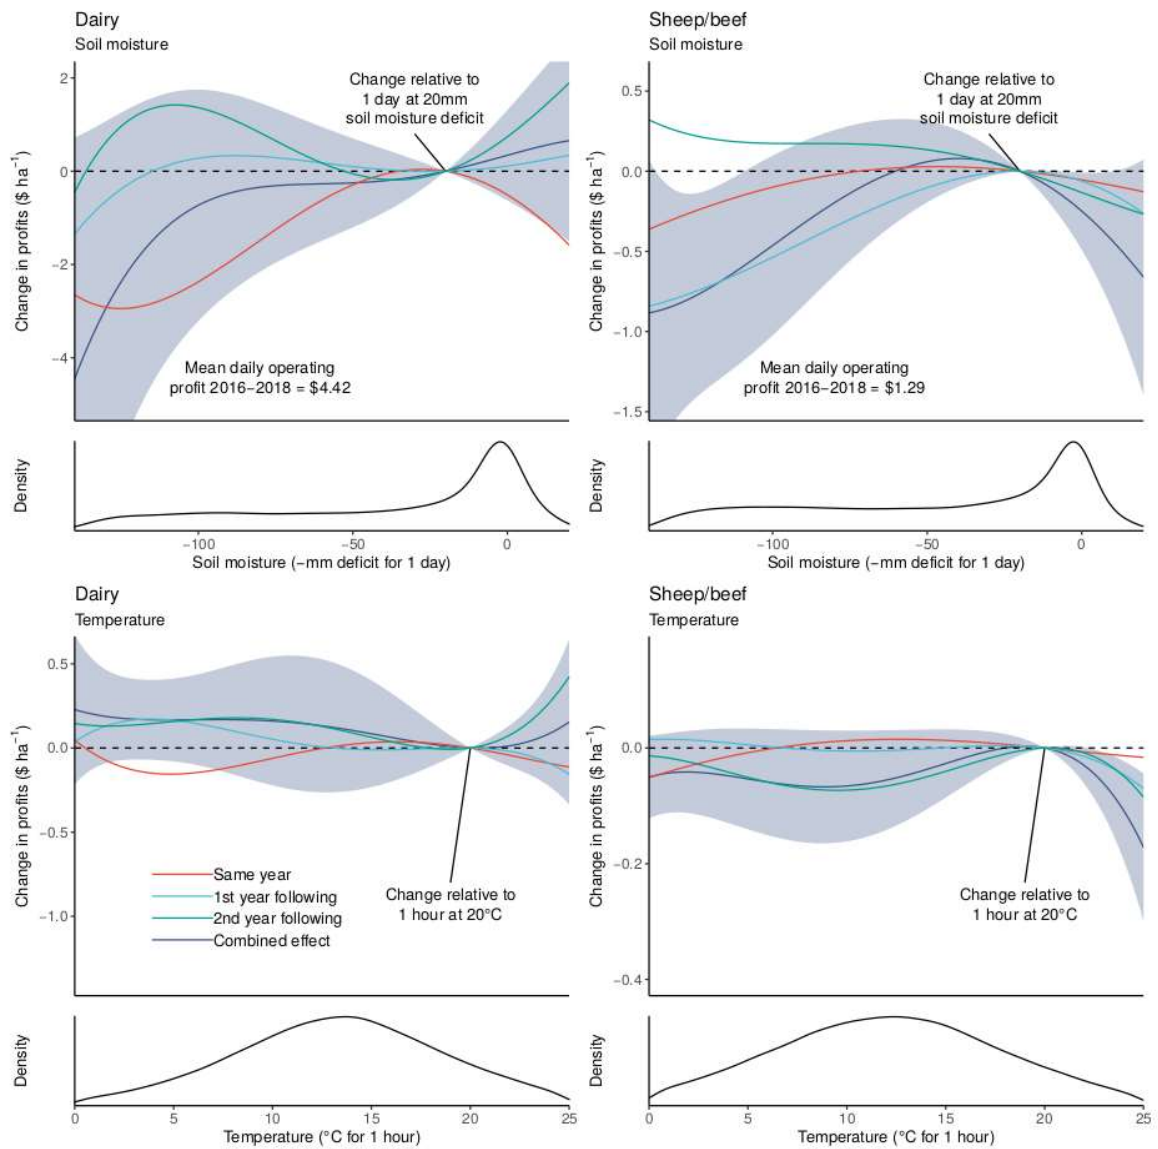 Dairy
Soil moisture
2
0
−2
−4
Change in profits ($ ha−1)
Change relative to
1 day at 20mm
soil moisture deficit
Mean daily operating
profit 2016−2018 = $4.42
Density
−100
−50
0
Soil moisture (−mm deficit for 1 day)
Sheep/beef
Soil moisture
0.5
0.0
−0.5
−1.0
−1.5
Change in profits ($ ha−1)
Change relative to
1 day at 20mm
soil moisture deficit
Mean daily operating
profit 2016−2018 = $1.29
Density
−100
−50
0
Soil moisture (−mm deficit for 1 day)
Dairy
Temperature
0.5
0.0
−0.5
−1.0
Change in profits ($ ha−1)
Same year
1st year following
2nd year following
Combined effect
Change relative to
1 hour at 20°C
Density
0
5
10
15
20
25
Temperature (°C for 1 hour)
Sheep/beef
Temperature
0.0
−0.2
−0.4
Change in profits ($ ha−1)
Change relative to
1 hour at 20°C
Density
0
5
10
15
20
25
Temperature (°C for 1 hour)